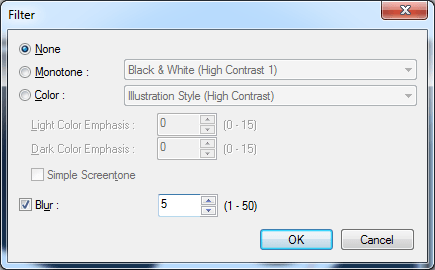 Filter
None
Monotone : Black & White (High Contrast 1)
Color : Illustration Style (High Contrast)
Light Color Emphasis : 0 (0 - 15)
Dark Color Emphasis : 0 (0 - 15)
Simple Screentone
Blur : 5 (1 - 50)
OK Cancel